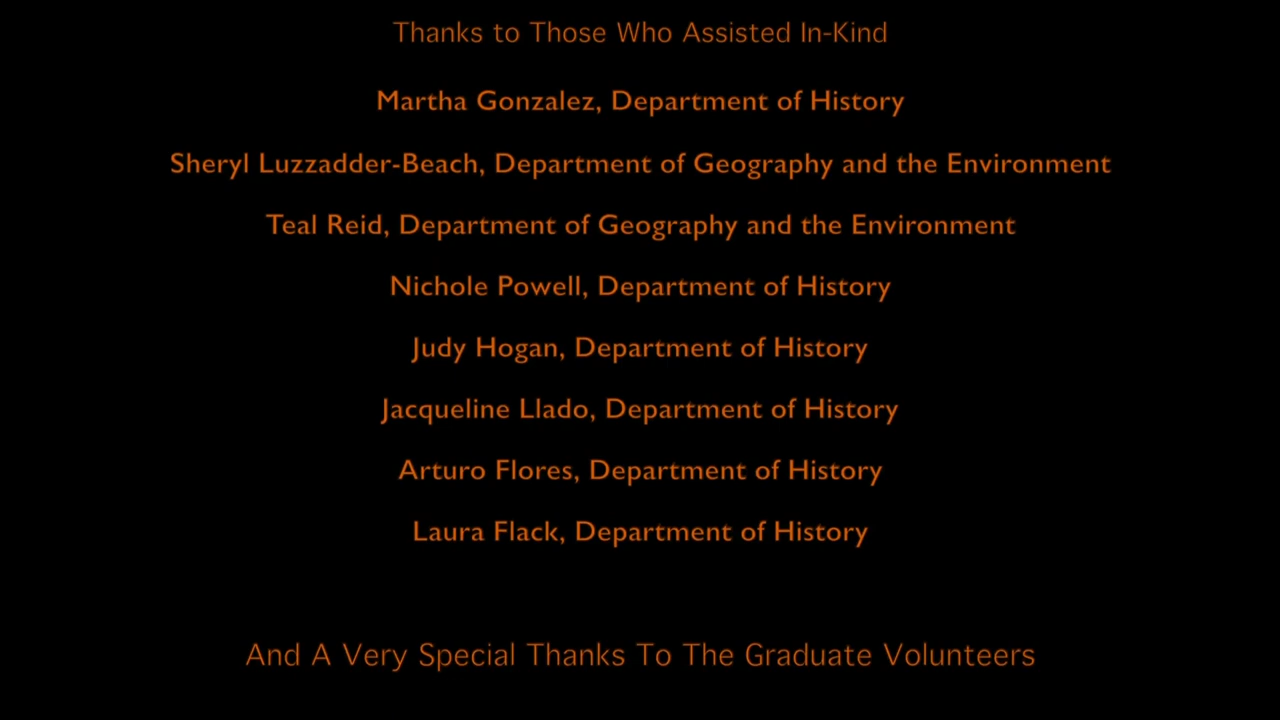 Thanks to Those Who Assisted In-Kind
Martha Gonzalez, Department of History
Sheryl Luzzadder-Beach, Department of Geography and the Environment
Teal Reid, Department of Geography and the Environment
Nichole Powell, Department of History
Judy Hogan, Department of History
Jacqueline Llado, Department of History
Arturo Flores, Department of History
Laura Flack, Department of History
And A Very Special Thanks To The Graduate Volunteers